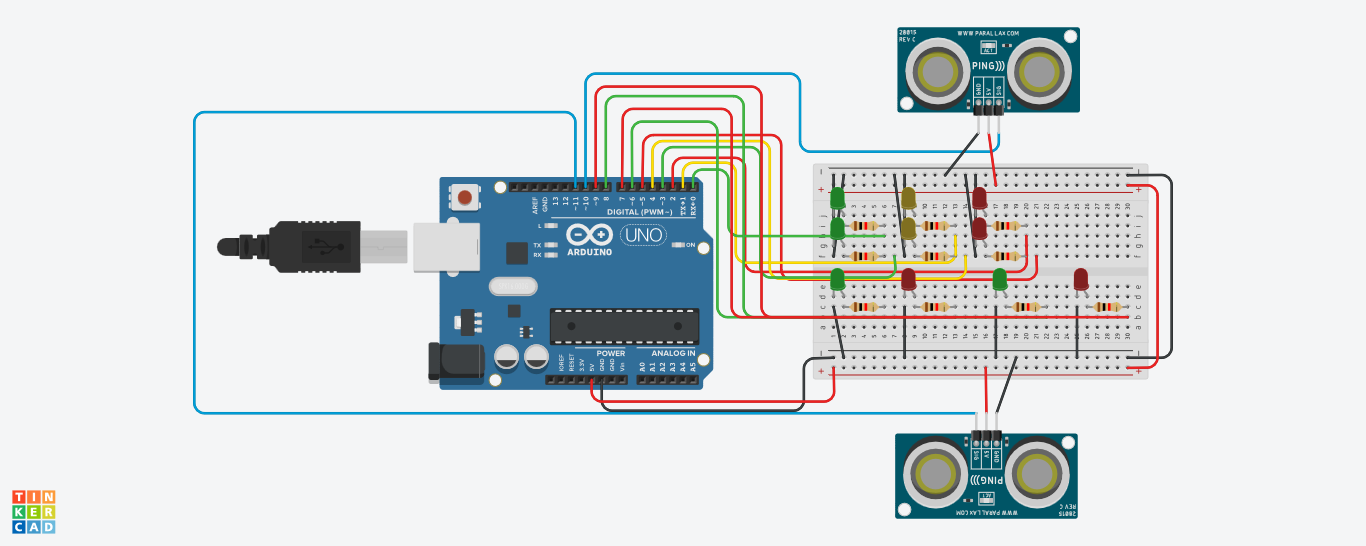 28015
REV C
WWW.PARALLAX.COM
ACT
PING)))
GND
5V
SIG
AREF
GND
13
12
~11
~10
~9
8
7
~6
~5
4
~3
2
TX→1
RX←0
DIGITAL (PWM~)
L
TX
RX
UNO
ON
ARDUINO
POWER
ANALOG IN
IOREF
RESET
3.3V
5V
GND
GND
Vin
A0
A1
A2
A3
A4
A5
SIG
5V
GND
PING)))
ACT
WWW.PARALLAX.COM
28015
REV C
TIN
KER
CAD